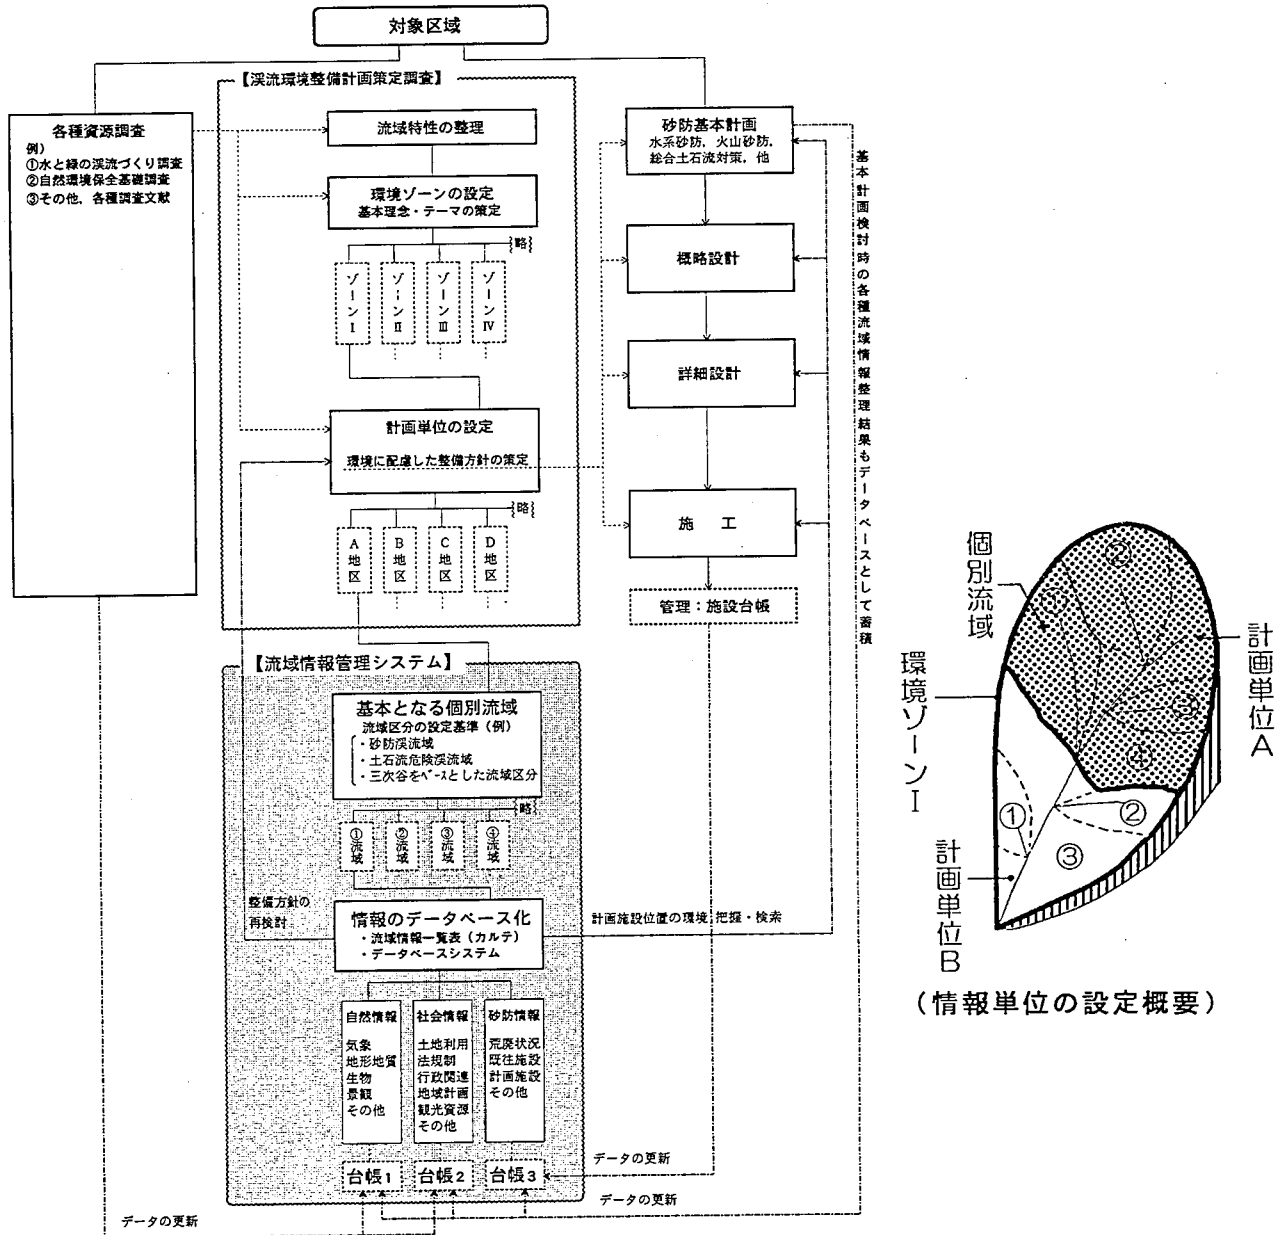 対象区域
【渓流環境整備計画策定調査】
各種資源調査
例)
①水と緑の渓流づくり調査
②自然環境保全基礎調査
③その他, 各種調査文献
流域特性の整理
環境ゾーンの設定
基本理念・テーマの策定
略
ゾーンⅠ
ゾーンⅡ
ゾーンⅢ
ゾーンⅣ
計画単位の設定
環境に配慮した整備方針の策定
略
A地区
B地区
C地区
D地区
砂防基本計画
水系砂防, 火山砂防,
総合土石流対策, 他
概略設計
詳細設計
施 工
管理:施設台帳
基本計画検討時の各種流域情報整理結果もデータベースとして蓄積
【流域情報管理システム】
基本となる個別流域
流域区分の設定基準(例)
・砂防渓流域
・土石流危険渓流域
・三次谷をベースとした流域区分
略
①流域
②流域
③流域
④流域
整備方針の
再検討
情報のデータベース化
・流域情報一覧表(カルテ)
・データベースシステム
計画施設位置の環境把握・検索
自然情報
気象
地形地質
生物
景観
その他
社会情報
土地利用
法規制
行政関連
地域計画
観光資源
その他
砂防情報
荒廃状況
既往施設
計画施設
その他
台帳1
台帳2
台帳3
データの更新
データの更新
データの更新
個別流域
環境ゾーンⅠ
計画単位A
計画単位B
①
②
③
④
①
②
③
(情報単位の設定概要)